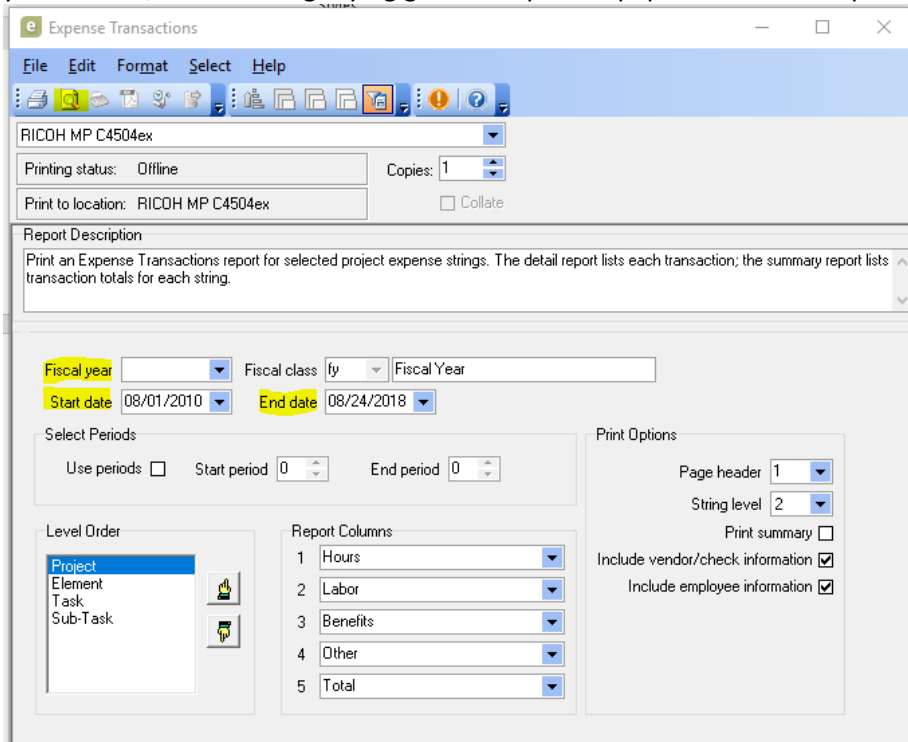 Expense Transactions
File Edit Format Select Help
RICOH MP C4504ex
Printing status: Offline Copies: 1
Print to location: RICOH MP C4504ex Collate
Report Description
Print an Expense Transactions report for selected project expense strings. The detail report lists each transaction; the summary report lists
transaction totals for each string.
Fiscal year Fiscal class fy Fiscal Year
Start date 08/01/2010 End date 08/24/2018
Select Periods
Use periods Start period 0 End period 0
Print Options
Page header 1
String level 2
Print summary
Include vendor/check information
Include employee information
Level Order
Project
Element
Task
Sub-Task
Report Columns
1 Hours
2 Labor
3 Benefits
4 Other
5 Total